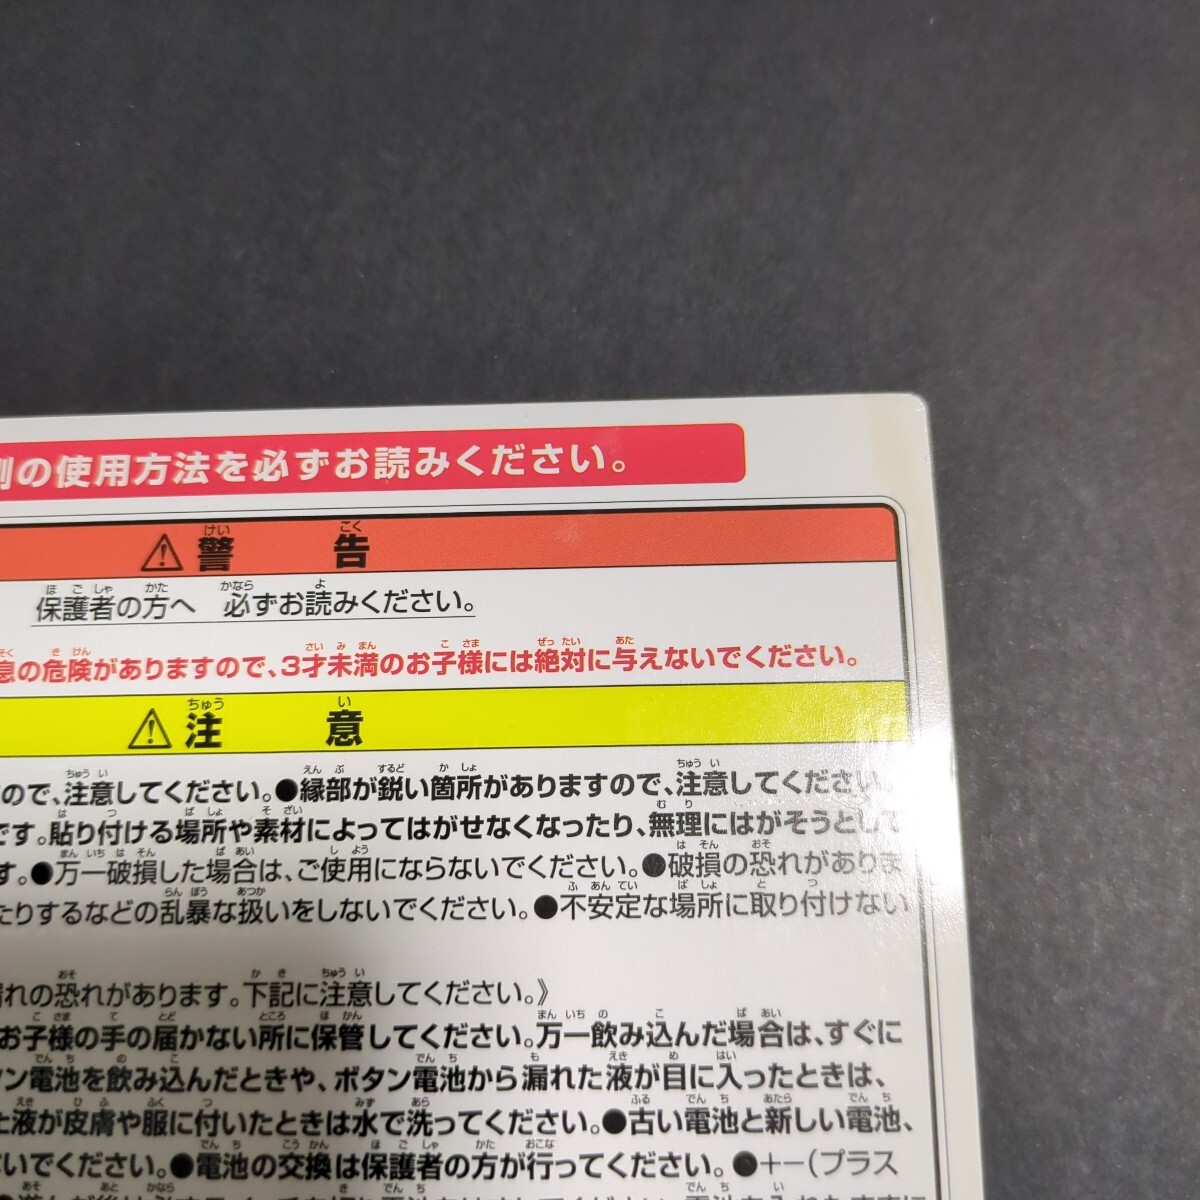 の使用方法を必ずお読みください。
⚠警告
保護者の方へ 必ずお読みください。
息の危険がありますので、3才未満のお子様には絶対に与えないでください。
⚠注意
ので、注意してください。●縁部が鋭い箇所がありますので、注意してください。
です。貼り付ける場所や素材によってはがせなくなったり、無理にはがそうとして
す。●万一破損した場合は、ご使用にならないでください。●破損の恐れがありま
たりするなどの乱暴な扱いをしないでください。●不安定な場所に取り付けない
れの恐れがあります。下記に注意してください。》
お子様の手の届かない所に保管してください。万一飲み込んだ場合は、すぐに
ン電池を飲み込んだときや、ボタン電池から漏れた液が目に入ったときは、
た液が皮膚や服に付いたときは水で洗ってください。●古い電池と新しい電池、
いでください。●電池の交換は保護者の方が行ってください。●+−(プラス